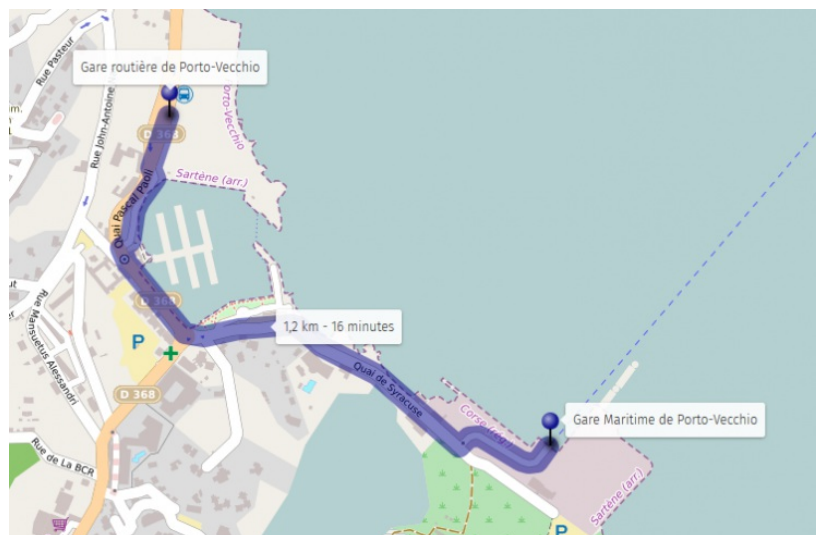 Rue Pasteur
Gare routière de Porto-Vecchio
Rue John-Antoine
Porto-Vecchio
D 368
Sartène (arr.)
Quai Pascal Paoli
D 368
1,2 km - 16 minutes
P
Rue Mansuetus Alessandri
D 368
Quai de Syracuse
Corse (rég.)
Gare Maritime de Porto-Vecchio
Rue de La BCR
Sartène (arr.)
P